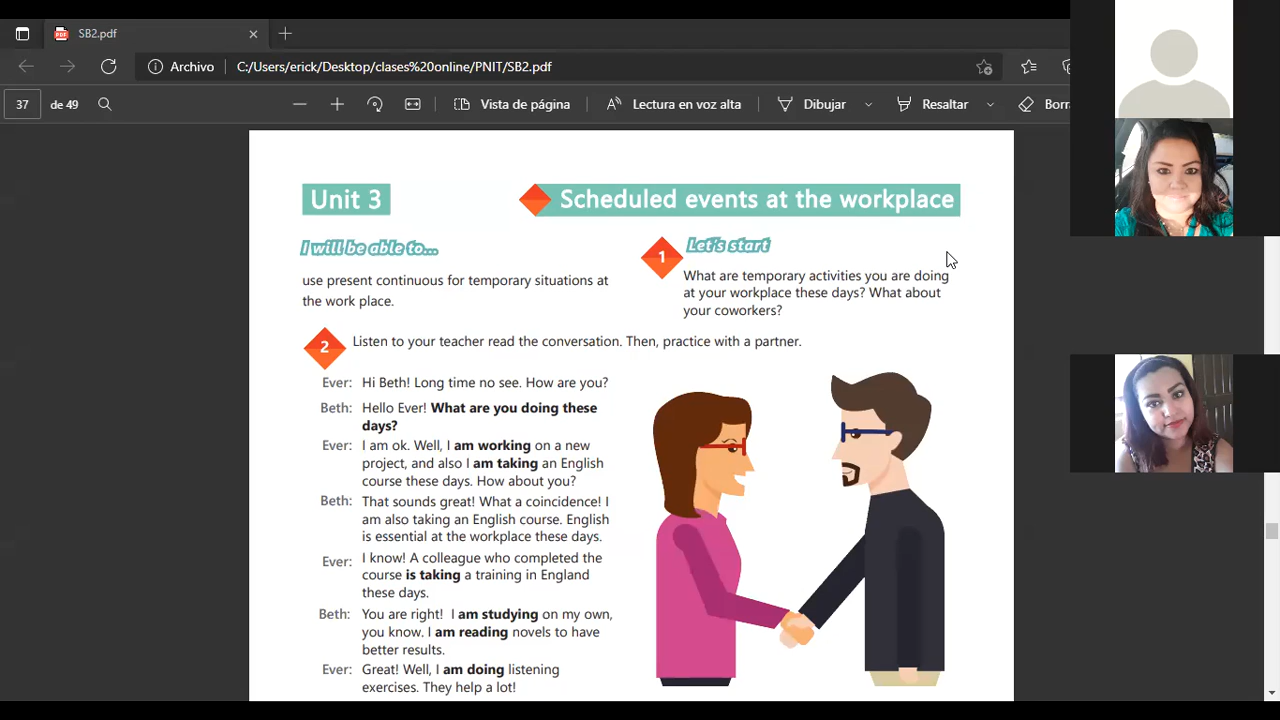 SB2.pdf
Archivo
C:/Users/erick/Desktop/clases%20online/PNIT/SB2.pdf
37
de 49
Vista de página
Lectura en voz alta
Dibujar
Resaltar
Borra
Unit 3
Scheduled events at the workplace
I will be able to...
use present continuous for temporary situations at
the work place.
1
Let's start
What are temporary activities you are doing
at your workplace these days? What about
your coworkers?
2
Listen to your teacher read the conversation. Then, practice with a partner.
Ever: Hi Beth! Long time no see. How are you?
Beth: Hello Ever! What are you doing these
days?
Ever: I am ok. Well, I am working on a new
project, and also I am taking an English
course these days. How about you?
Beth: That sounds great! What a coincidence! I
am also taking an English course. English
is essential at the workplace these days.
Ever: I know! A colleague who completed the
course is taking a training in England
these days.
Beth: You are right! I am studying on my own,
you know. I am reading novels to have
better results.
Ever: Great! Well, I am doing listening
exercises. They help a lot!